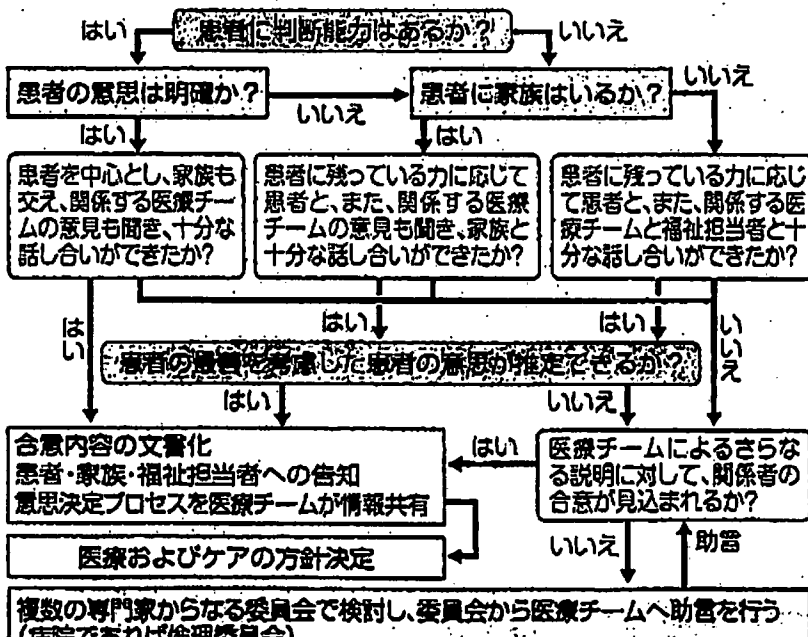 はい
患者に判断能力はあるか？
いいえ
患者の意思は明確か？
いいえ
患者に家族はいるか？
いいえ
はい
はい
患者を中心とし、家族も
交え、関係する医療チー
ムの意見も聞き、十分な
話し合いができたか？
患者に残っている力に応じて
患者と、また、関係する医療
チームの意見も聞き、家族と
十分な話し合いができたか？
患者に残っている力に応じ
て患者と、また、関係する医
療チームと福祉担当者と十
分な話し合いができたか？
はい
はい
はい
いいえ
患者の最善を考慮した患者の意思が推定できるか？
はい
いいえ
合意内容の文書化
患者・家族・福祉担当者への告知
意思決定プロセスを医療チームが情報共有
はい
医療チームによるさらな
る説明に対して、関係者の
合意が見込まれるか？
医療およびケアの方針決定
いいえ
助言
複数の専門家からなる委員会で検討し、委員会から医療チームへ助言を行う
(病院であれば倫理委員会)